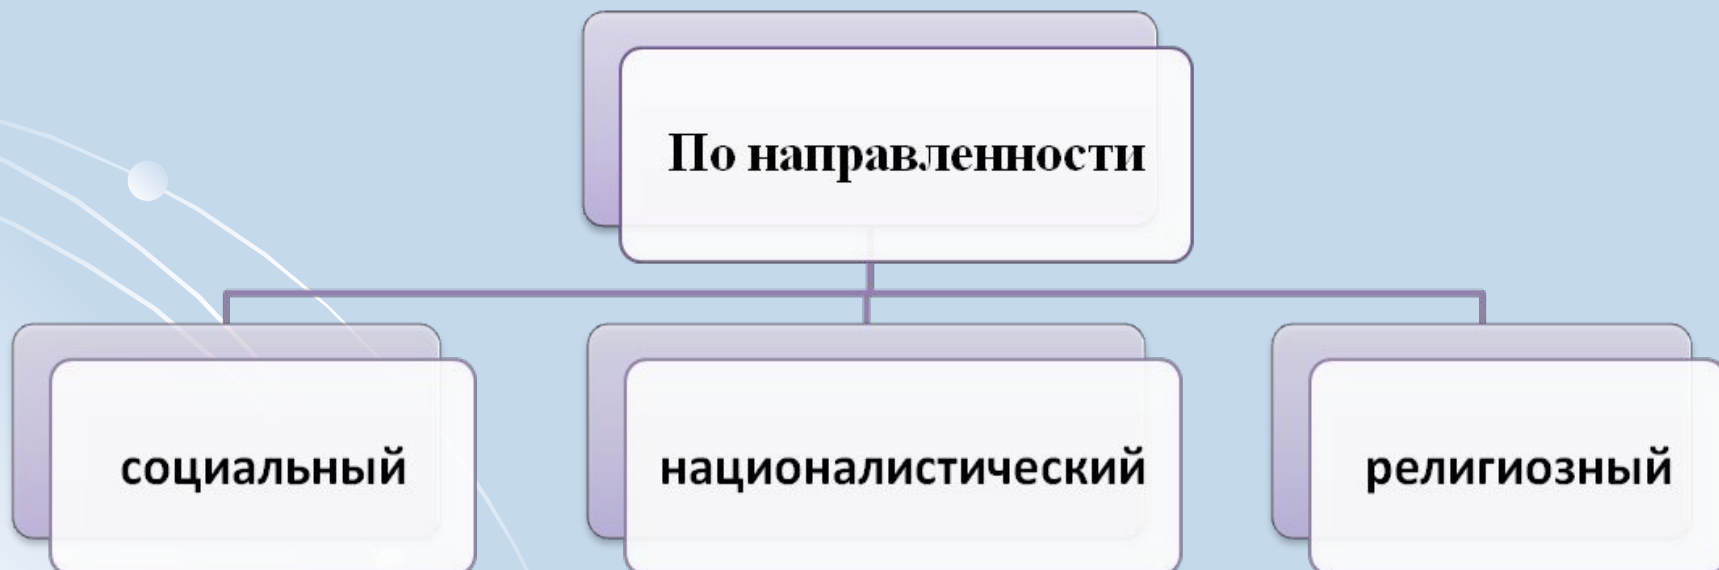 По направленности
социальный
националистический
религиозный